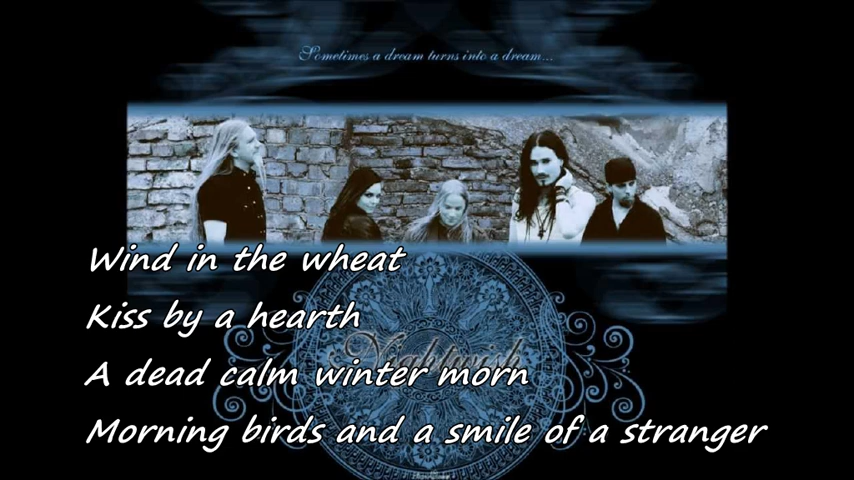 Sometimes a dream turns into a dream...
Wind in the wheat
Kiss by a hearth
Nightwish
A dead calm winter morn
Morning birds and a smile of a stranger